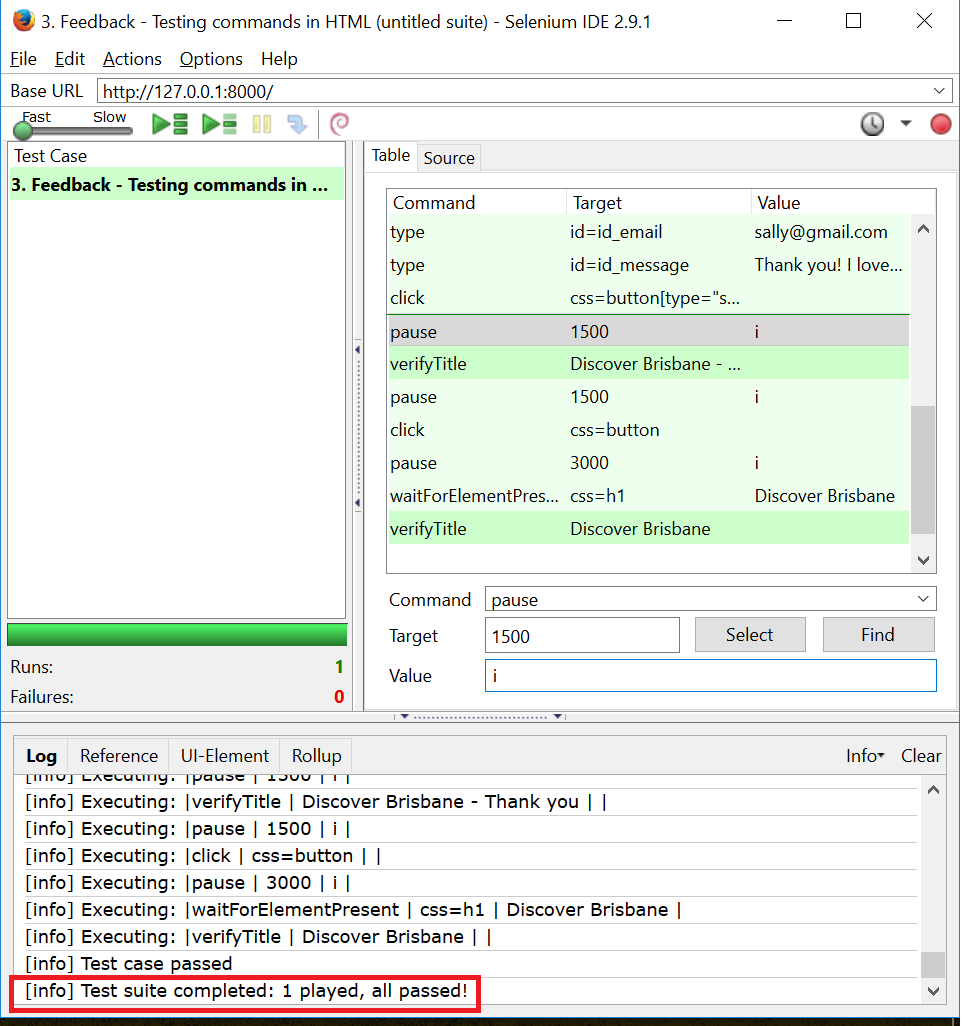 3. Feedback - Testing commands in HTML (untitled suite) - Selenium IDE 2.9.1
File Edit Actions Options Help
Base URL http://127.0.0.1:8000/
Fast Slow
Test Case
3. Feedback - Testing commands in ...
Runs: 1
Failures: 0
Table Source
Command Target Value
type id=id_email sally@gmail.com
type id=id_message Thank you! I love...
click css=button[type="s...
pause 1500 i
verifyTitle Discover Brisbane - ...
pause 1500 i
click css=button
pause 3000 i
waitForElementPres... css=h1 Discover Brisbane
verifyTitle Discover Brisbane
Command pause
Target 1500 Select Find
Value i
Log Reference UI-Element Rollup Info Clear
[info] Executing: |pause | 1500 | i |
[info] Executing: |verifyTitle | Discover Brisbane - Thank you | |
[info] Executing: |pause | 1500 | i |
[info] Executing: |click | css=button | |
[info] Executing: |pause | 3000 | i |
[info] Executing: |waitForElementPresent | css=h1 | Discover Brisbane |
[info] Executing: |verifyTitle | Discover Brisbane | |
[info] Test case passed
[info] Test suite completed: 1 played, all passed!